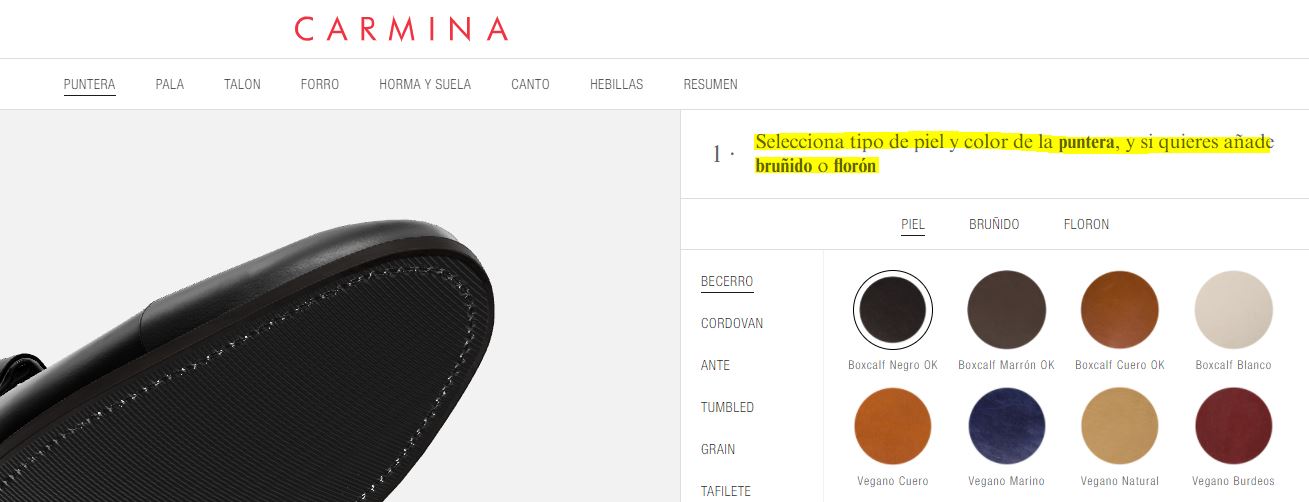 CARMINA
PUNTERA PALA TALON FORRO HORMA Y SUELA CANTO HEBILLAS RESUMEN
1 · Selecciona tipo de piel y color de la puntera, y si quieres añade
bruñido o florón
PIEL BRUÑIDO FLORON
BECERRO
CORDOVAN
ANTE
TUMBLED
GRAIN
TAFILETE
Boxcalf Negro OK Boxcalf Marrón OK Boxcalf Cuero OK Boxcalf Blanco
Vegano Cuero Vegano Marino Vegano Natural Vegano Burdeos